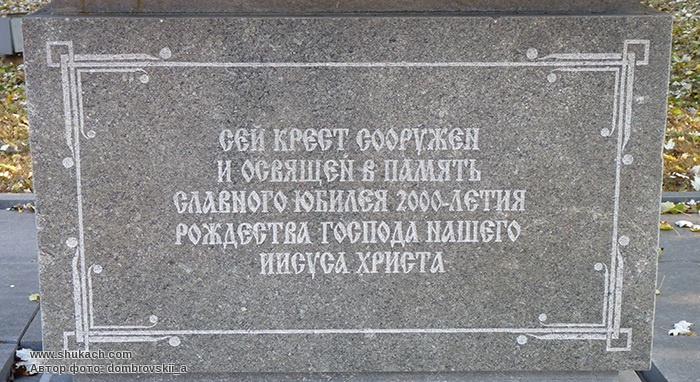 СЕЙ КРЕСТ СООРУЖЕН
И ОСВЯЩЕН В ПАМЯТЬ
СЛАВНОГО ЮБИЛЕЯ 2000-ЛЕТИЯ
РОЖДЕСТВА ГОСПОДА НАШЕГО
ИИСУСА ХРИСТА
www.shukach.com
Автор фото: dombrovskii_a